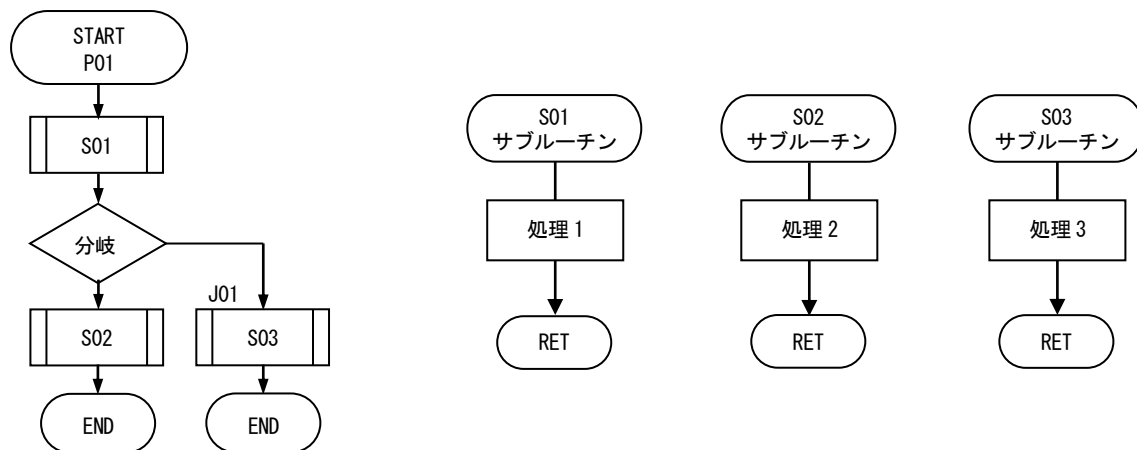 START
P01
S01
分岐
J01
S02
S03
END
END
S01
サブルーチン
処理1
RET
S02
サブルーチン
処理2
RET
S03
サブルーチン
処理3
RET